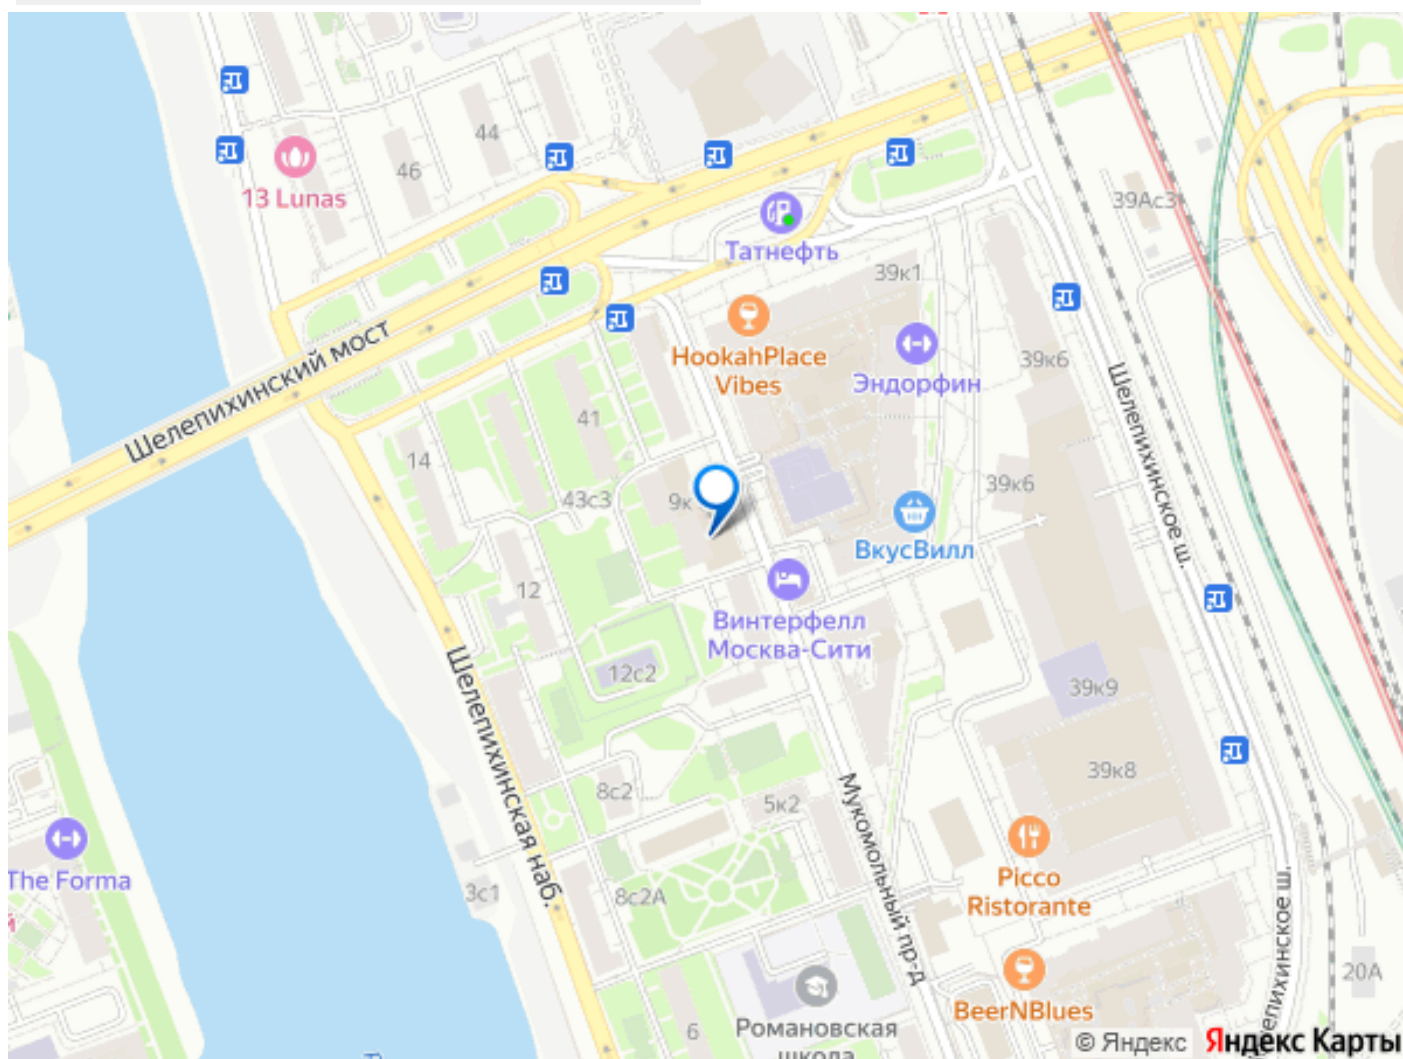 44
46
13 Lunas
39Ас3
Татнефть
39к1
HookahPlace
Vibes
Эндорфин
39к6
Шелепихинский мост
Шелепихинское ш.
41
14
43с3
9к
39к6
ВкусВилл
12
Винтерфелл
Москва-Сити
12с2
39к9
Шелепихинская наб.
39к8
8с2
5к2
Мукомольный пр-д
The Forma
3с1
8с2А
Picco
Ristorante
Шелепихинское ш.
20А
BeerNBlues
6
Романовская
школа
© Яндекс Яндекс Карты